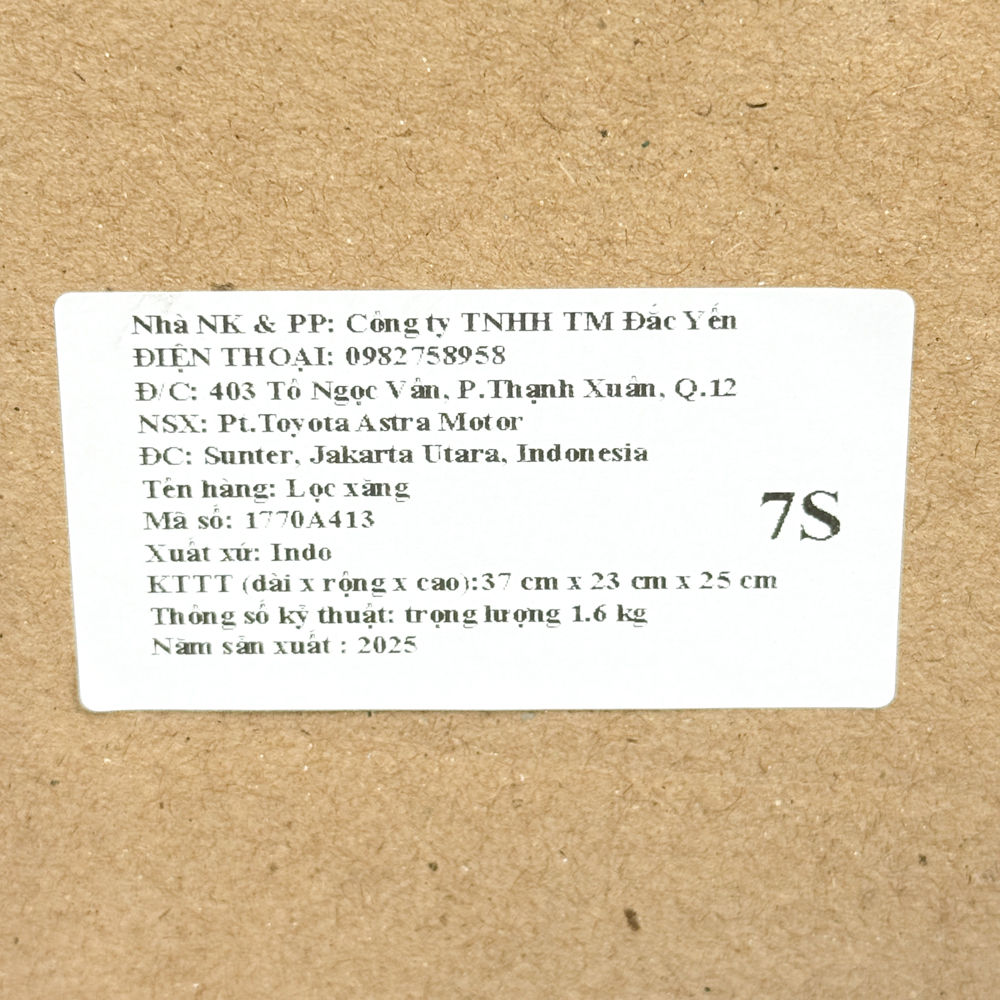 Nhà NK & PP: Công ty TNHH TM Đắc Yến
ĐIỆN THOẠI: 0982758958
Đ/C: 403 Tô Ngọc Vân, P.Thạnh Xuân, Q.12
NSX: Pt.Toyota Astra Motor
ĐC: Sunter, Jakarta Utara, Indonesia
Tên hàng: Lọc xăng
Mã số: 1770A413
7S
Xuất xứ: Indo
KTTT (dài x rộng x cao):37 cm x 23 cm x 25 cm
Thông số kỹ thuật: trọng lượng 1.6 kg
Năm sản xuất : 2025